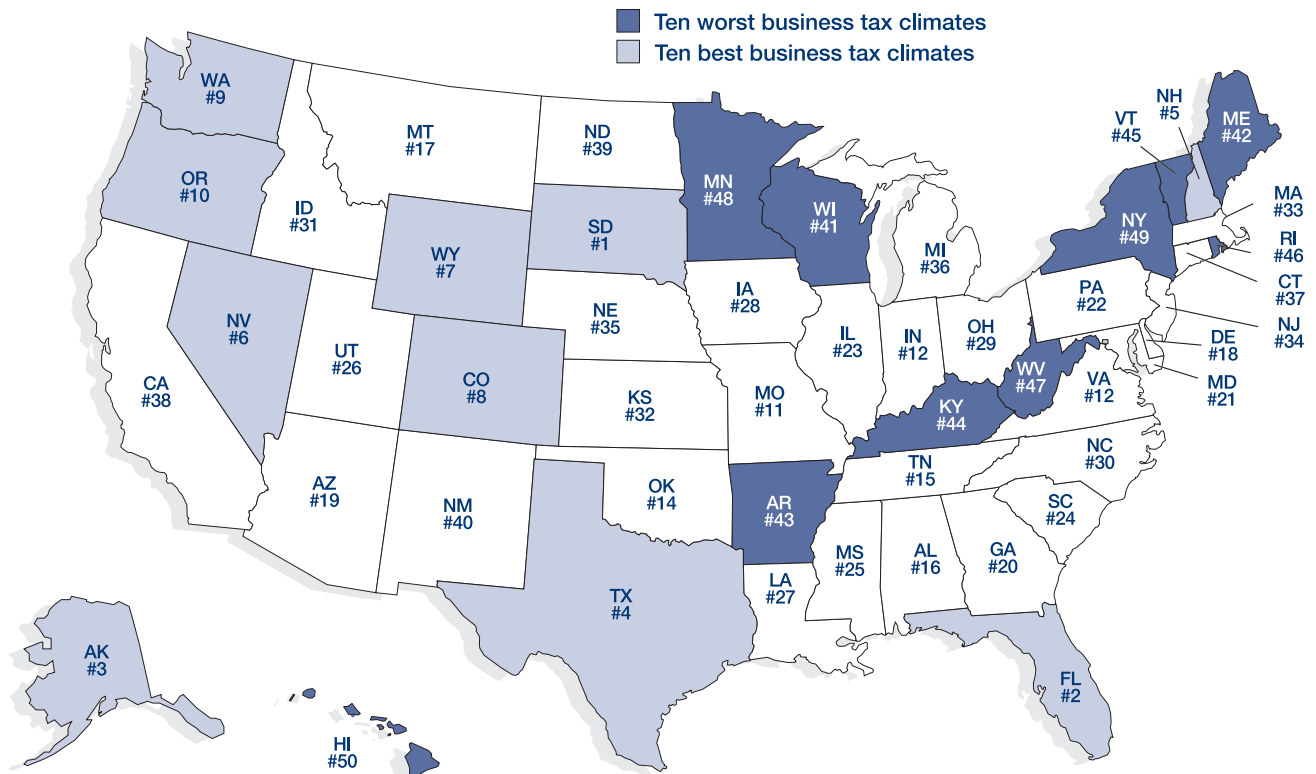 Ten worst business tax climates
Ten best business tax climates
WA
#9
MT
#17
ND
#39
MN
#48
VT
#45
NH
#5
ME
#42
OR
#10
ID
#31
WY
#7
SD
#1
WI
#41
MI
#36
NY
#49
MA
#33
RI
#46
CT
#37
NJ
#34
DE
#18
MD
#21
NV
#6
UT
#26
CO
#8
NE
#35
IA
#28
IL
#23
IN
#12
OH
#29
PA
#22
CA
#38
KS
#32
MO
#11
KY
#44
WV
#47
VA
#12
AZ
#19
NM
#40
OK
#14
AR
#43
TN
#15
NC
#30
SC
#24
TX
#4
LA
#27
MS
#25
AL
#16
GA
#20
AK
#3
HI
#50
FL
#2